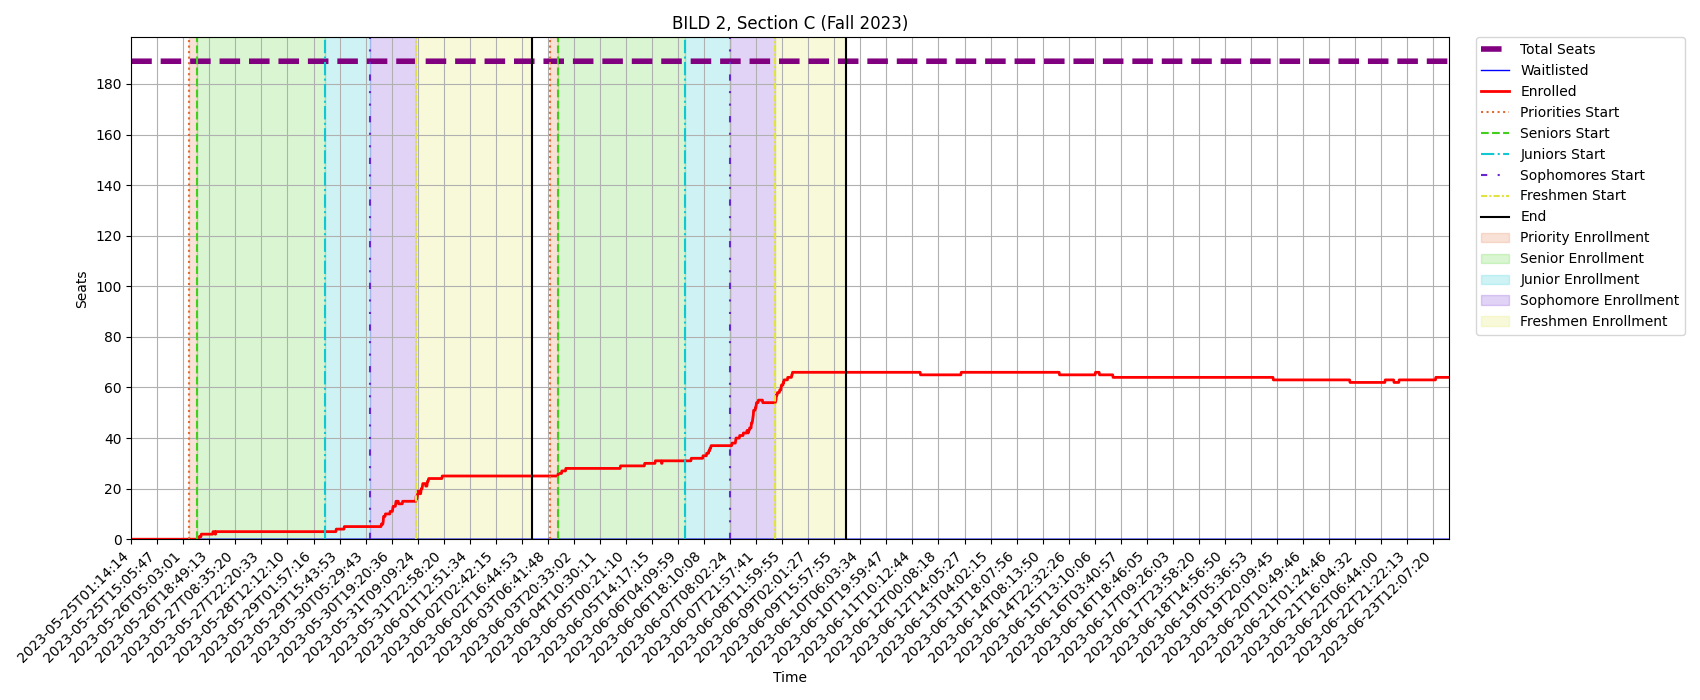 BILD 2, Section C (Fall 2023)
Total Seats
Waitlisted
Enrolled
Priorities Start
Seniors Start
Juniors Start
Sophomores Start
Freshmen Start
End
Priority Enrollment
Senior Enrollment
Junior Enrollment
Sophomore Enrollment
Freshmen Enrollment
Seats
180
160
140
120
100
80
60
40
20
0
2023-05-25T01:14:14
2023-05-25T15:05:47
2023-05-26T05:03:01
2023-05-26T18:49:13
2023-05-27T08:35:20
2023-05-27T22:20:33
2023-05-28T12:12:10
2023-05-29T01:57:16
2023-05-29T15:43:53
2023-05-30T05:29:43
2023-05-30T19:20:36
2023-05-31T09:09:24
2023-05-31T22:58:20
2023-06-01T12:51:34
2023-06-02T02:42:15
2023-06-02T16:44:53
2023-06-03T06:41:48
2023-06-03T20:33:02
2023-06-04T10:30:11
2023-06-05T00:21:10
2023-06-05T14:17:15
2023-06-06T04:09:59
2023-06-06T18:10:08
2023-06-07T08:02:24
2023-06-07T21:57:41
2023-06-08T11:59:55
2023-06-09T02:01:27
2023-06-09T15:57:55
2023-06-10T06:03:34
2023-06-10T19:59:47
2023-06-11T10:12:44
2023-06-12T00:08:18
2023-06-12T14:05:27
2023-06-13T04:02:15
2023-06-13T18:07:56
2023-06-14T08:13:50
2023-06-14T22:32:26
2023-06-15T13:10:06
2023-06-16T03:40:57
2023-06-16T18:46:05
2023-06-17T09:26:03
2023-06-17T23:58:20
2023-06-18T14:56:50
2023-06-19T05:36:53
2023-06-19T20:09:45
2023-06-20T10:49:46
2023-06-21T01:24:46
2023-06-21T16:04:32
2023-06-22T06:44:00
2023-06-22T21:22:13
2023-06-23T12:07:20
Time